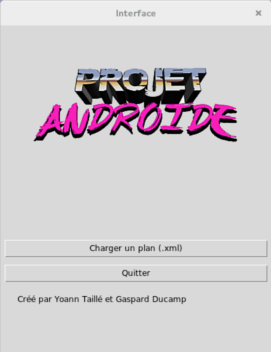 Interface
PROJET
ANDROIDE
Charger un plan (.xml)
Quitter
Créé par Yoann Taillé et Gaspard Ducamp